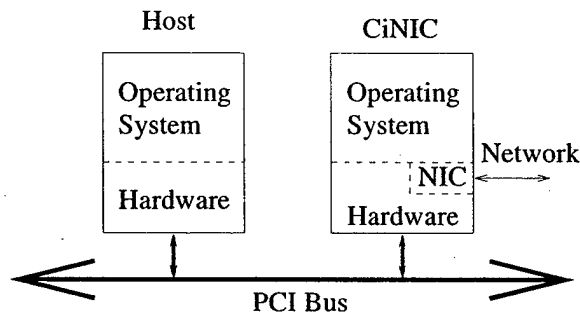 Host
Operating
System
Hardware
CiNIC
Operating
System
NIC
Hardware
Network
PCI Bus